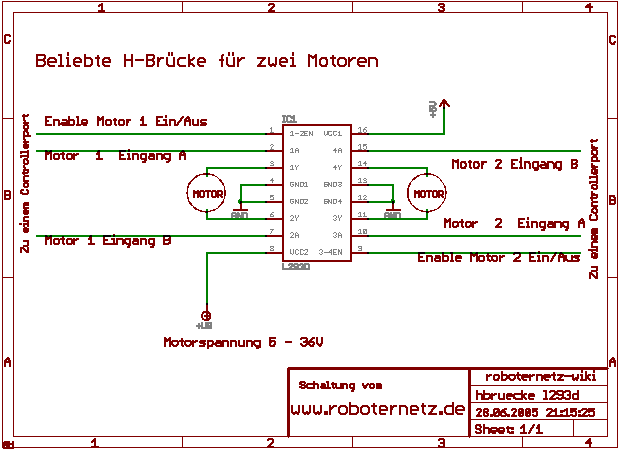 1 2 3 4
C C
Beliebte H-Brücke für zwei Motoren
+5V
IC1
Enable Motor 1 Ein/Aus
1 1-2EN VCC1 16
2 1A 4A 15
Motor 1 Eingang A
Motor 2 Eingang B
3 1Y 4Y 14
4 GND1 GND3 13
MOTOR MOTOR
B B
5 GND2 GND4 12
GND GND
6 2Y 3Y 11
Motor 2 Eingang A
7 2A 3A 10
Motor 1 Eingang B
8 VCC2 3-4EN 9
Enable Motor 2 Ein/Aus
L293D
Zu einem Controllerport
Zu einem Controllerport
+UB
Motorspannung 5 - 36V
A A
Schaltung vom
www.roboternetz.de
roboternetz-wiki
hbruecke l293d
28.06.2005 21:15:25
Sheet: 1/1
1 2 3 4